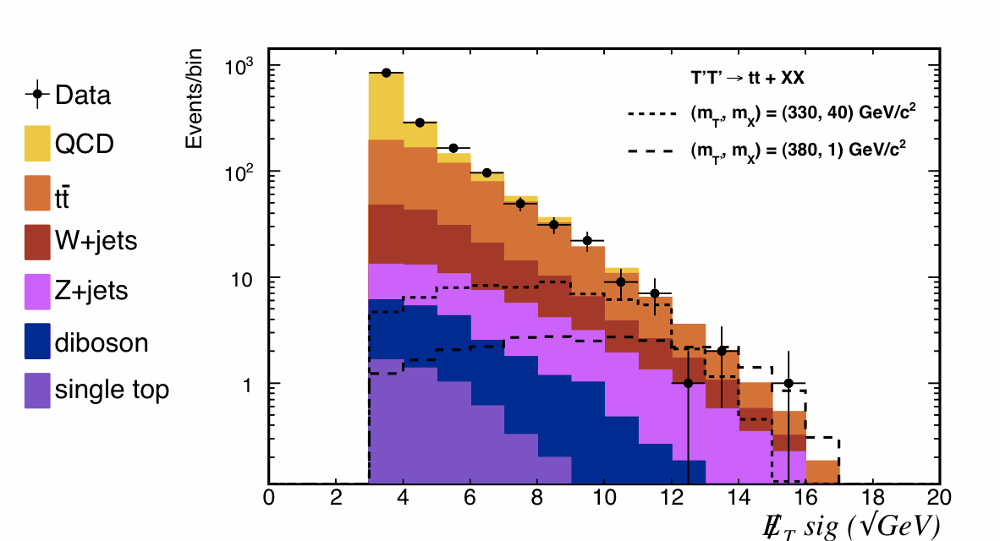 Events/bin
10³
10²
10
1
Data
QCD
tt̄
W+jets
Z+jets
diboson
single top
T'T' → tt + XX
(m_T', m_X) = (330, 40) GeV/c²
(m_T', m_X) = (380, 1) GeV/c²
0 2 4 6 8 10 12 14 16 18 20
E̸_T sig (√GeV)